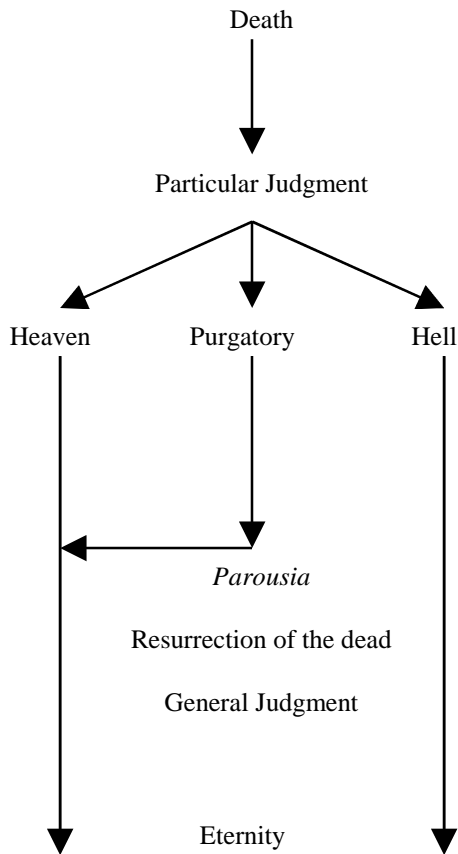 Death
Particular Judgment
Heaven Purgatory Hell
Parousia
Resurrection of the dead
General Judgment
Eternity